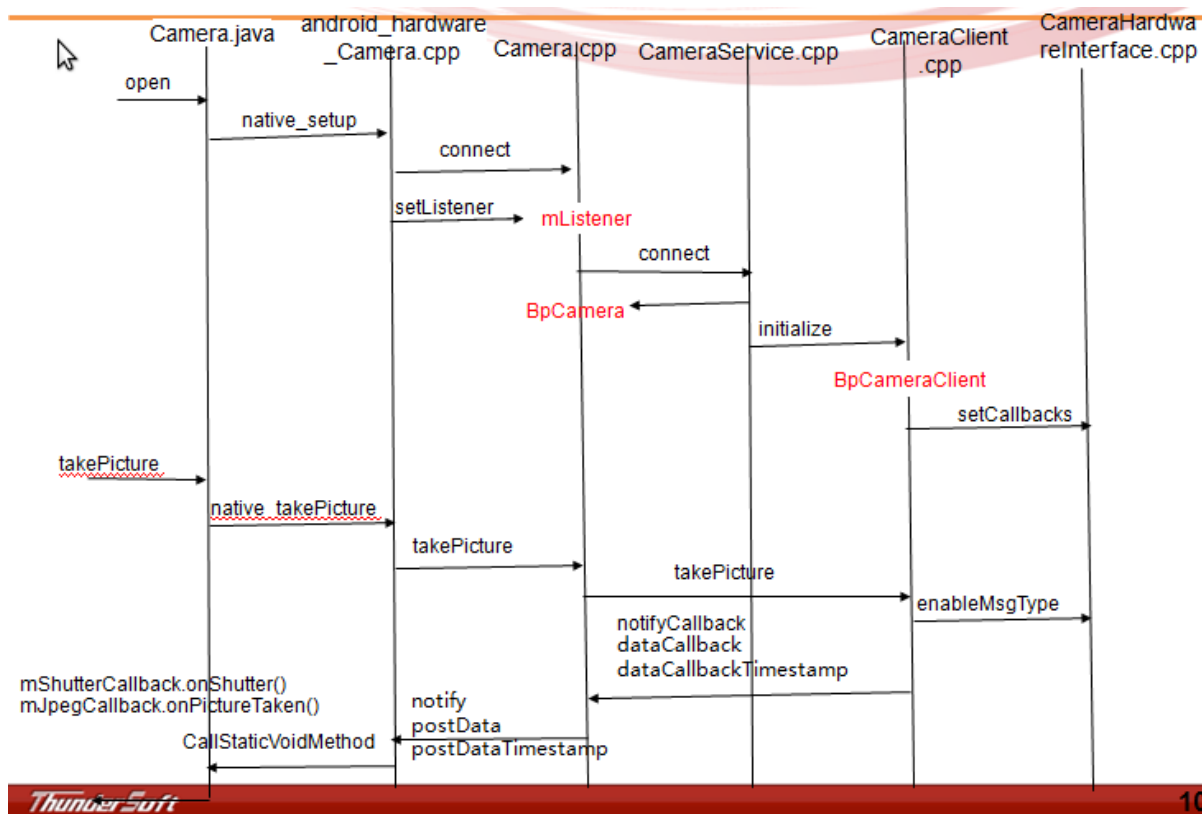 Camera.java
android_hardware
_Camera.cpp
Camera.cpp
CameraService.cpp
CameraClient
.cpp
CameraHardwa
reInterface.cpp
open
native_setup
connect
setListener
mListener
connect
BpCamera
initialize
BpCameraClient
setCallbacks
takePicture
native_takePicture
takePicture
takePicture
enableMsgType
notifyCallback
dataCallback
dataCallbackTimestamp
mShutterCallback.onShutter()
mJpegCallback.onPictureTaken()
notify
postData
postDataTimestamp
CallStaticVoidMethod
ThunderSoft
10